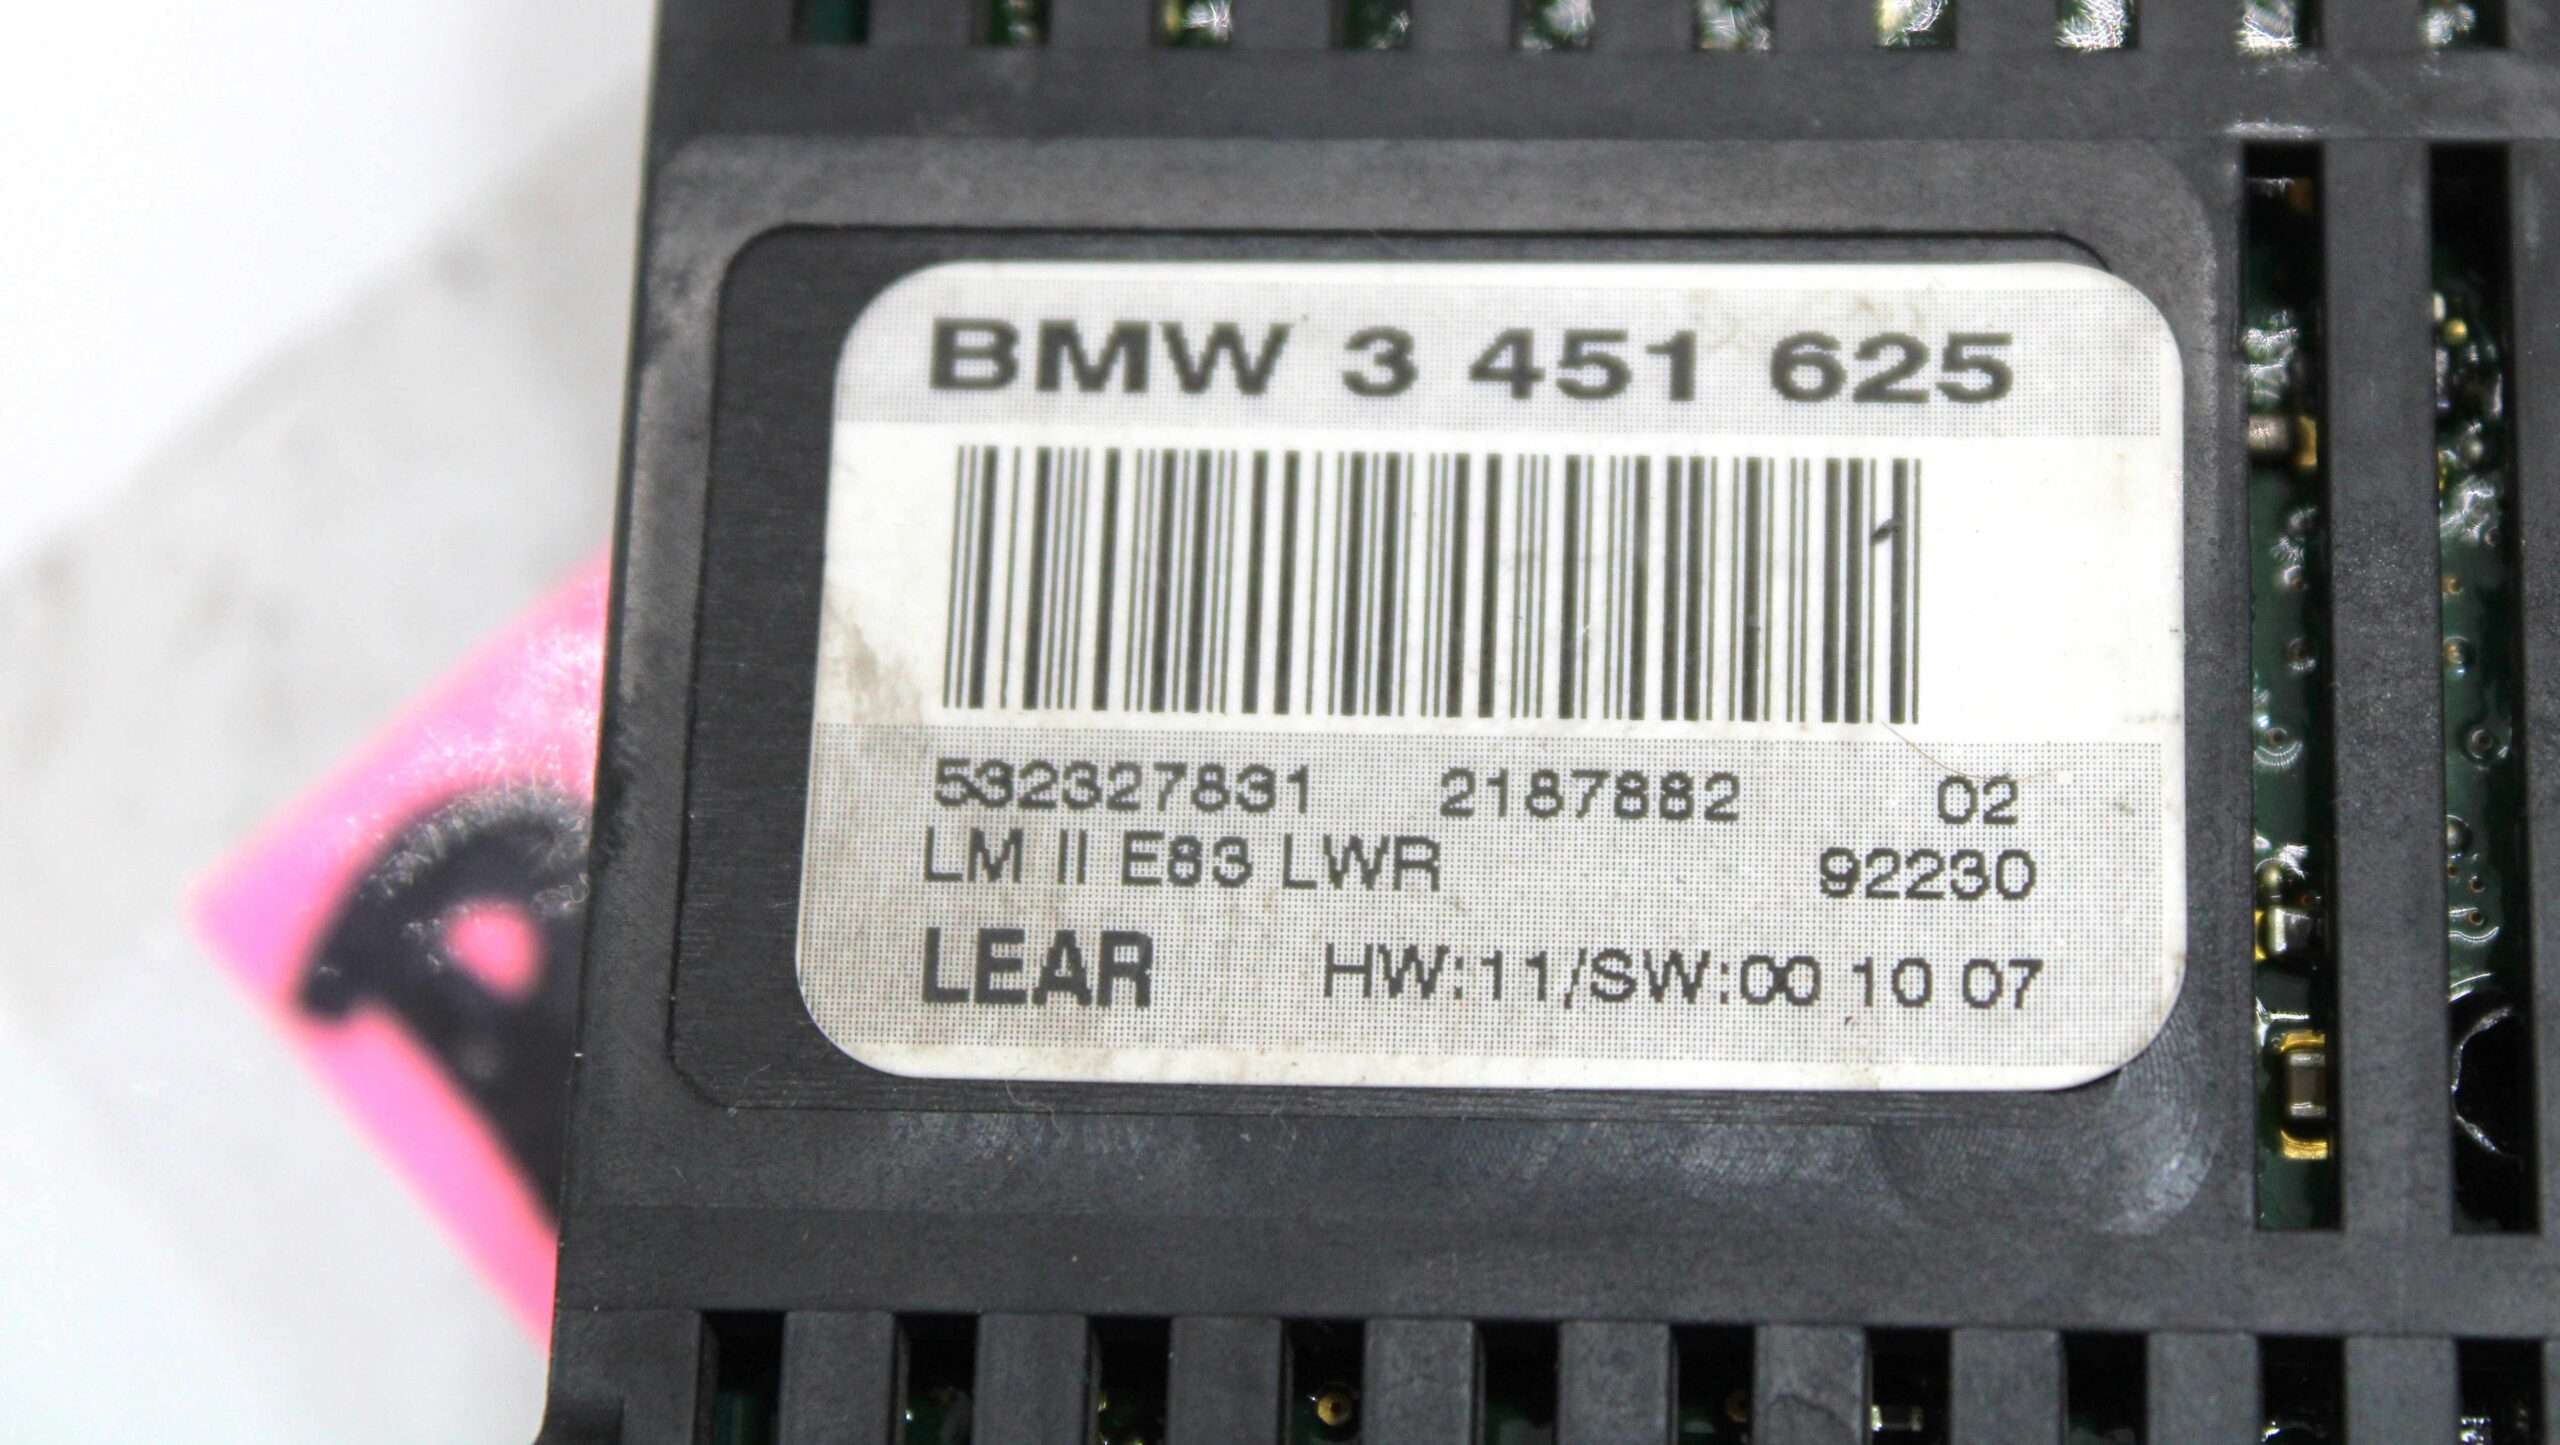 BMW 3 451 625
532327831 2187882 02
LM II E83 LWR 92230
LEAR HW:11/SW:00 10 07